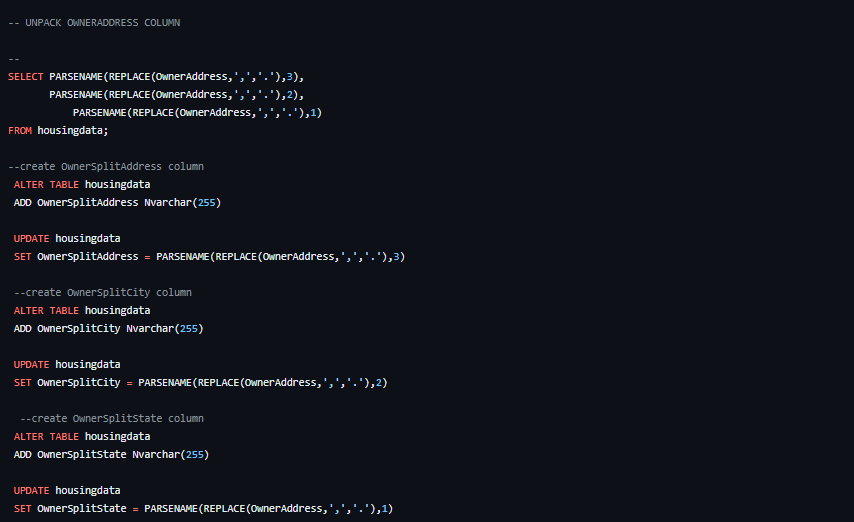 -- UNPACK OWNERADDRESS COLUMN
--
SELECT PARSENAME(REPLACE(OwnerAddress,',','.'),3),
PARSENAME(REPLACE(OwnerAddress,',','.'),2),
PARSENAME(REPLACE(OwnerAddress,',','.'),1)
FROM housingdata;
--create OwnerSplitAddress column
ALTER TABLE housingdata
ADD OwnerSplitAddress Nvarchar(255)
UPDATE housingdata
SET OwnerSplitAddress = PARSENAME(REPLACE(OwnerAddress,',','.'),3)
--create OwnerSplitCity column
ALTER TABLE housingdata
ADD OwnerSplitCity Nvarchar(255)
UPDATE housingdata
SET OwnerSplitCity = PARSENAME(REPLACE(OwnerAddress,',','.'),2)
--create OwnerSplitState column
ALTER TABLE housingdata
ADD OwnerSplitState Nvarchar(255)
UPDATE housingdata
SET OwnerSplitState = PARSENAME(REPLACE(OwnerAddress,',','.'),1)